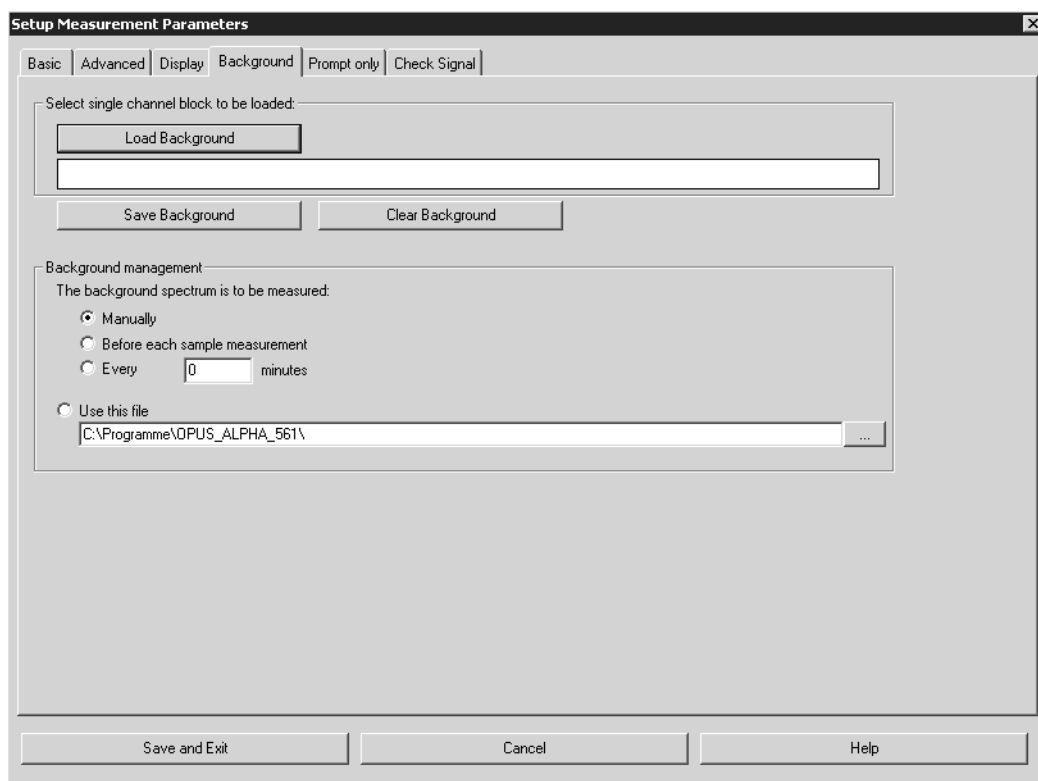 Setup Measurement Parameters
Basic Advanced Display Background Prompt only Check Signal
Select single channel block to be loaded:
Load Background
Save Background Clear Background
Background management
The background spectrum is to be measured:
Manually
Before each sample measurement
Every 0 minutes
Use this file
C:\Programme\OPUS_ALPHA_561\ ...
Save and Exit Cancel Help